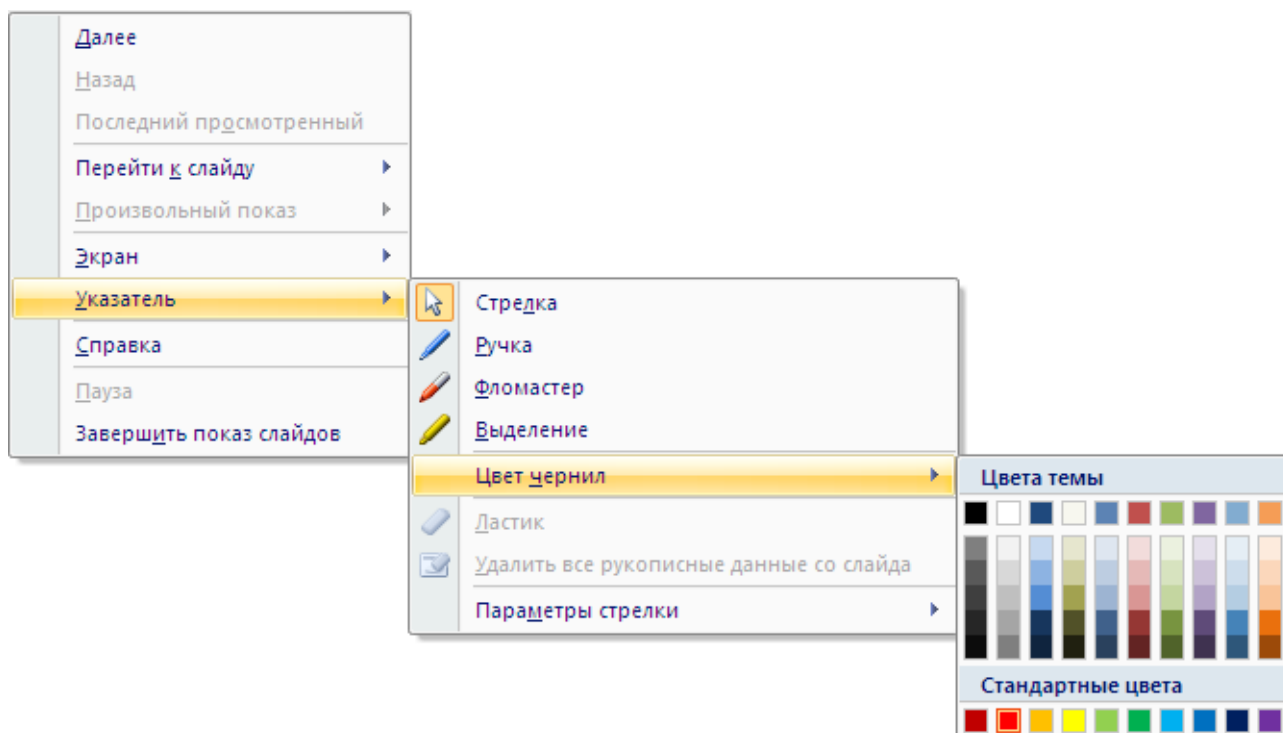 Далее
Назад
Последний просмотренный
Перейти к слайду
Произвольный показ
Экран
Указатель
Справка
Пауза
Завершить показ слайдов
Стрелка
Ручка
Фломастер
Выделение
Цвет чернил
Ластик
Удалить все рукописные данные со слайда
Параметры стрелки
Цвета темы
Стандартные цвета